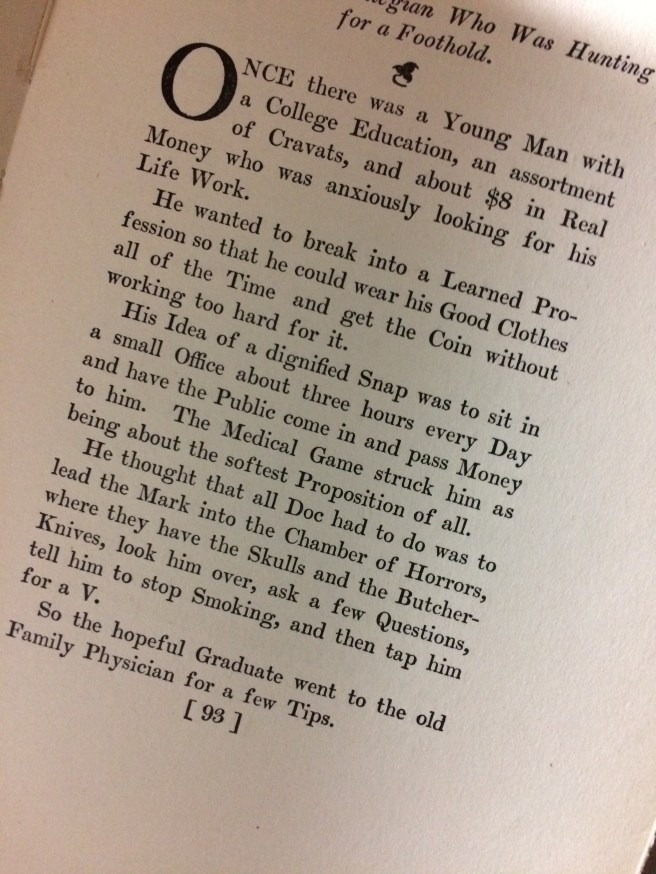 Who Was Hunting
for a Foothold.
ONCE there was a Young Man with
a College Education, an assortment
of Cravats, and about $8 in Real
Money who was anxiously looking for his
Life Work.
He wanted to break into a Learned Pro-
fession so that he could wear his Good Clothes
all of the Time and get the Coin without
working too hard for it.
His Idea of a dignified Snap was to sit in
a small Office about three hours every Day
and have the Public come in and pass Money
to him. The Medical Game struck him as
being about the softest Proposition of all.
He thought that all Doc had to do was to
lead the Mark into the Chamber of Horrors,
where they have the Skulls and the Butcher-
Knives, look him over, ask a few Questions,
tell him to stop Smoking, and then tap him
for a V.
So the hopeful Graduate went to the old
Family Physician for a few Tips.
[ 93 ]